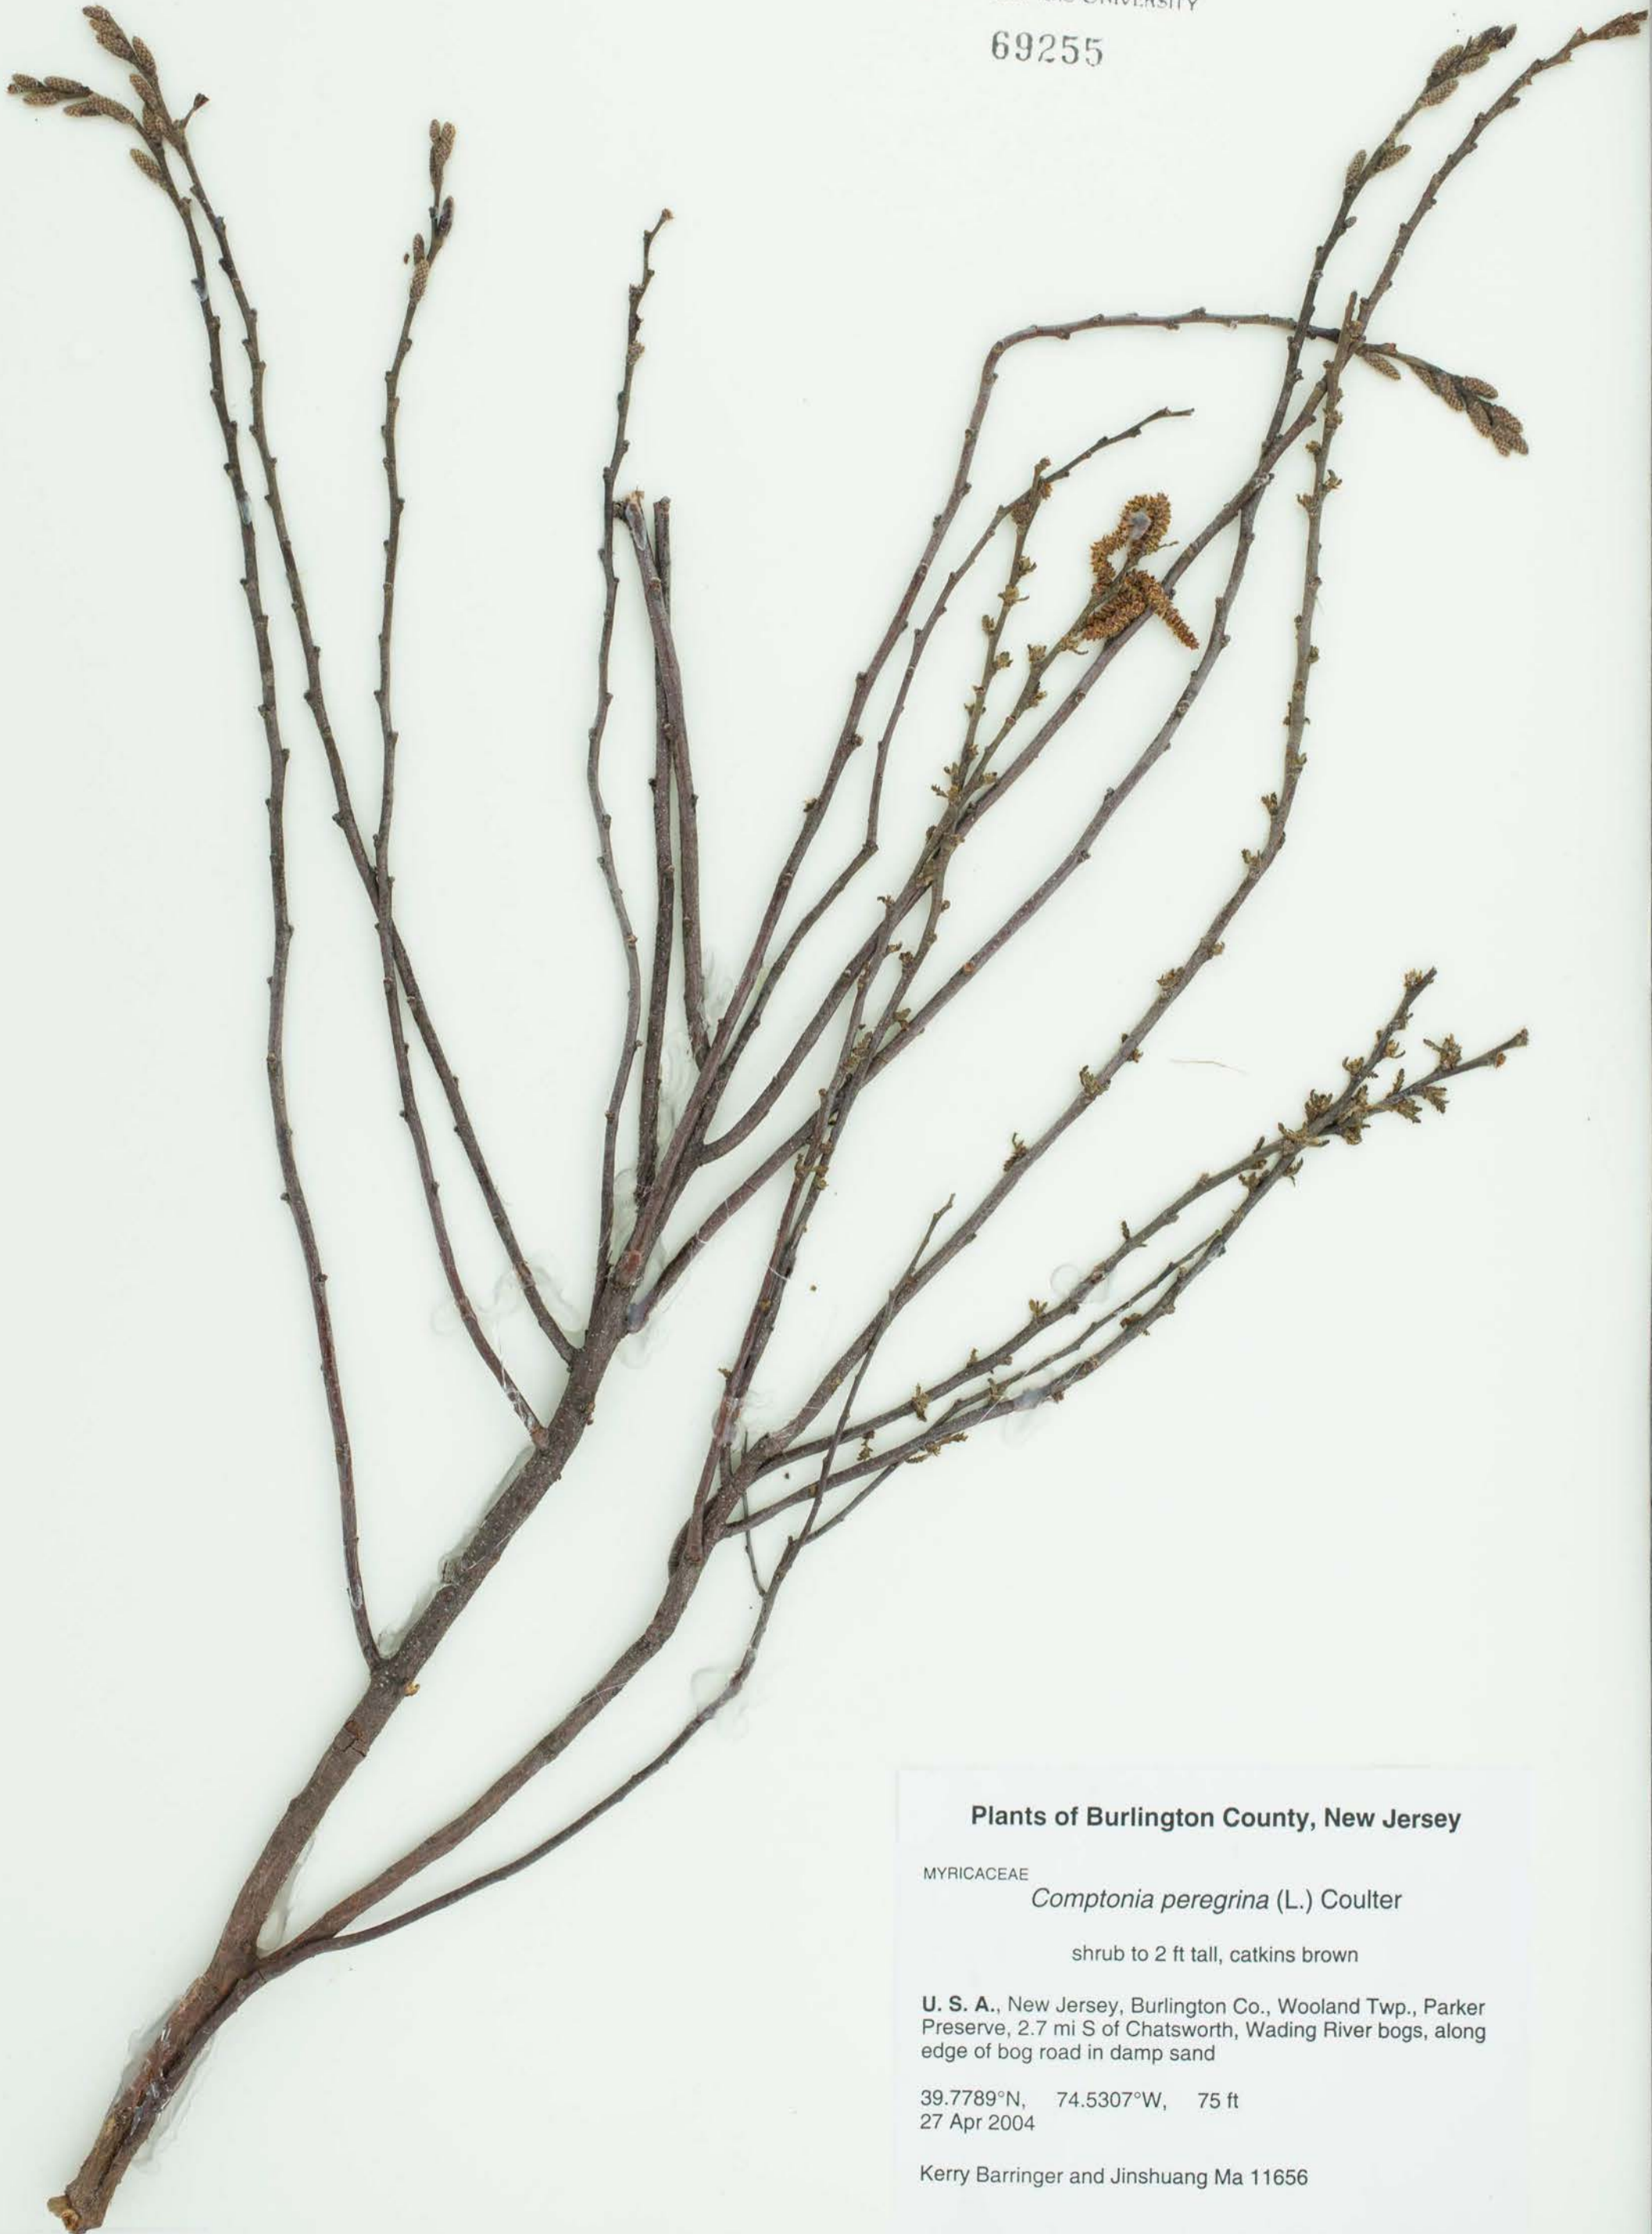 UNIVERSITY
69255
Plants of Burlington County, New Jersey
MYRICACEAE
Comptonia peregrina (L.) Coulter
shrub to 2 ft tall, catkins brown
U. S. A., New Jersey, Burlington Co., Wooland Twp., Parker
Preserve, 2.7 mi S of Chatsworth, Wading River bogs, along
edge of bog road in damp sand
39.7789°N, 74.5307°W, 75 ft
27 Apr 2004
Kerry Barringer and Jinshuang Ma 11656